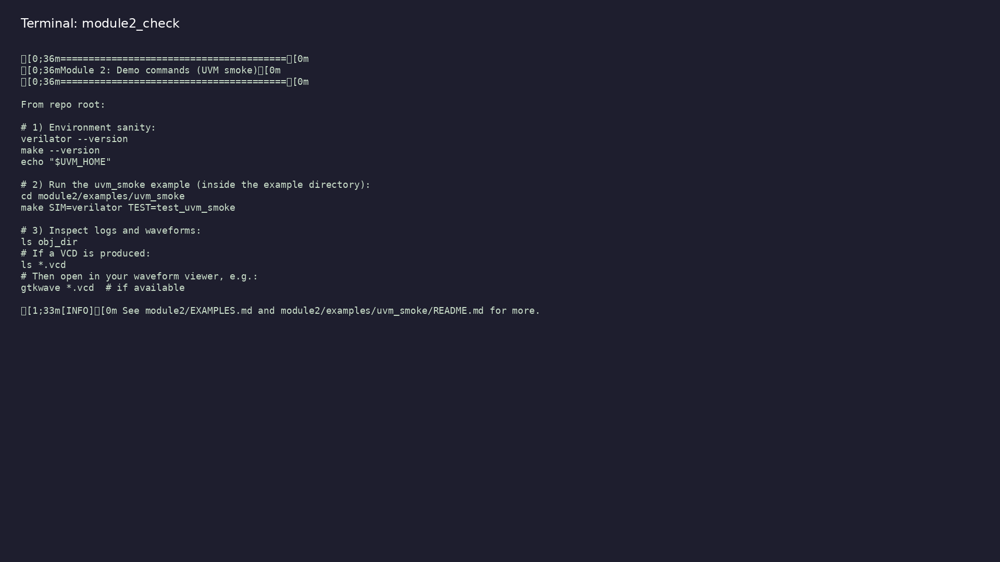 Terminal: module2_check
[0;36m========================================[0m
[0;36mModule 2: Demo commands (UVM smoke)[0m
[0;36m========================================[0m
From repo root:
# 1) Environment sanity:
verilator --version
make --version
echo "$UVM_HOME"
# 2) Run the uvm_smoke example (inside the example directory):
cd module2/examples/uvm_smoke
make SIM=verilator TEST=test_uvm_smoke
# 3) Inspect logs and waveforms:
ls obj_dir
# If a VCD is produced:
ls *.vcd
# Then open in your waveform viewer, e.g.:
gtkwave *.vcd  # if available
[1;33m[INFO][0m See module2/EXAMPLES.md and module2/examples/uvm_smoke/README.md for more.